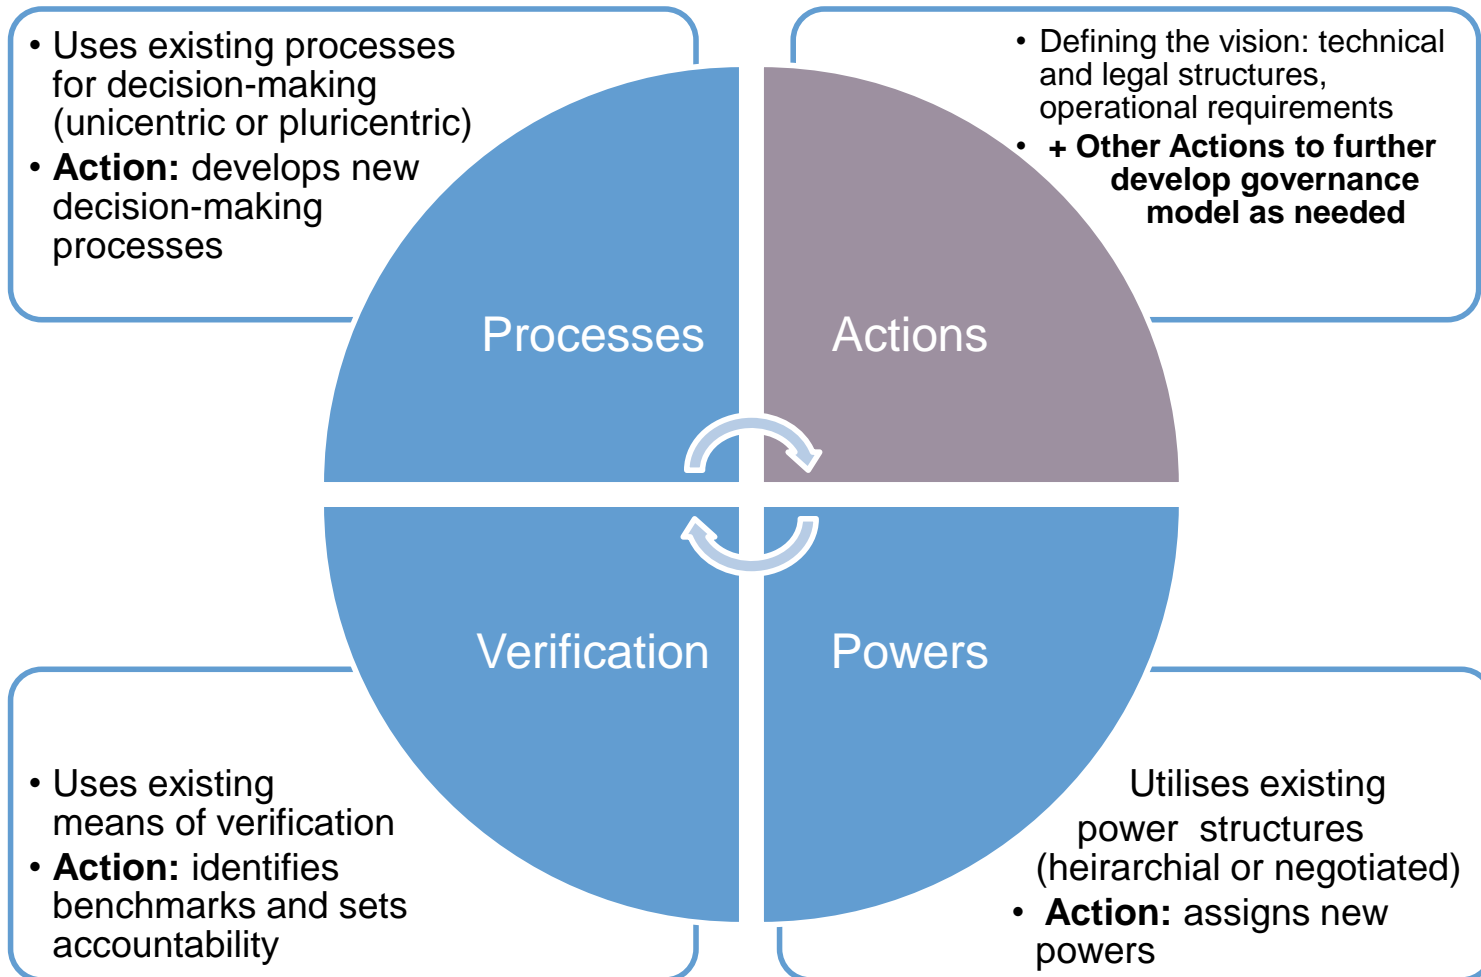 • Uses existing processes
for decision-making
(unicentric or pluricentric)
• Action: develops new
decision-making
processes
• Defining the vision: technical
and legal structures,
operational requirements
• + Other Actions to further
develop governance
model as needed
Processes
Actions
Verification
Powers
• Uses existing
means of verification
• Action: identifies
benchmarks and sets
accountability
Utilises existing
power structures
(heirarchial or negotiated)
• Action: assigns new
powers